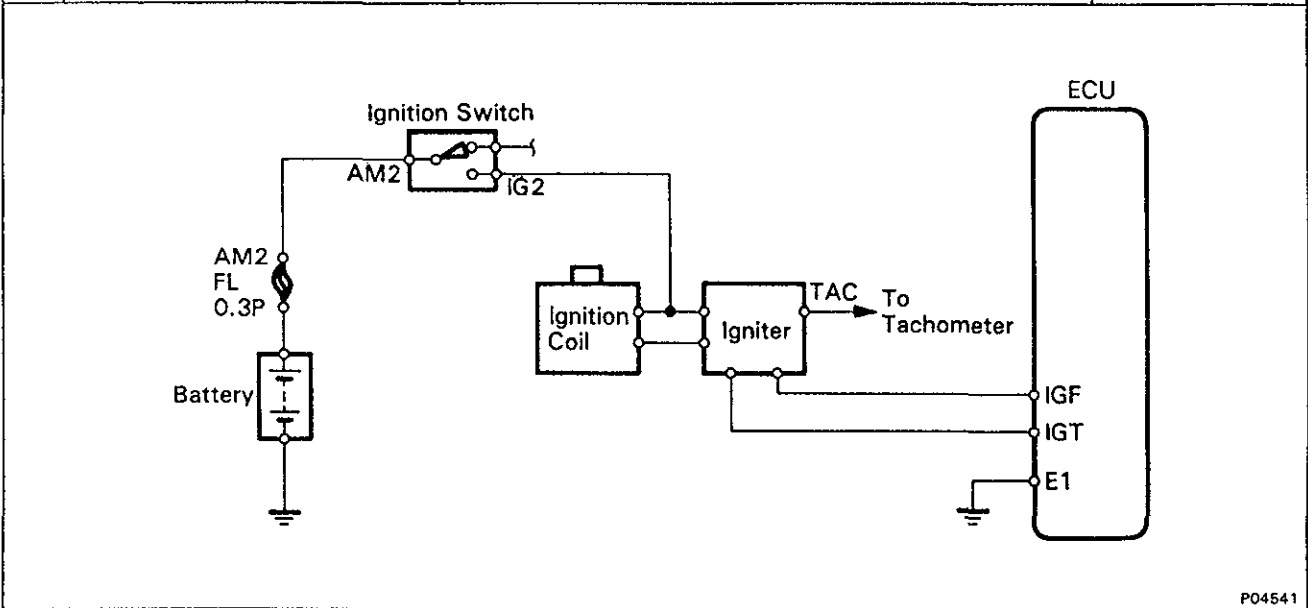 ECU
Ignition Switch
AM2
IG2
AM2
FL
0.3P
Ignition
Coil
Igniter
TAC
To
Tachometer
Battery
IGF
IGT
E1
P04541